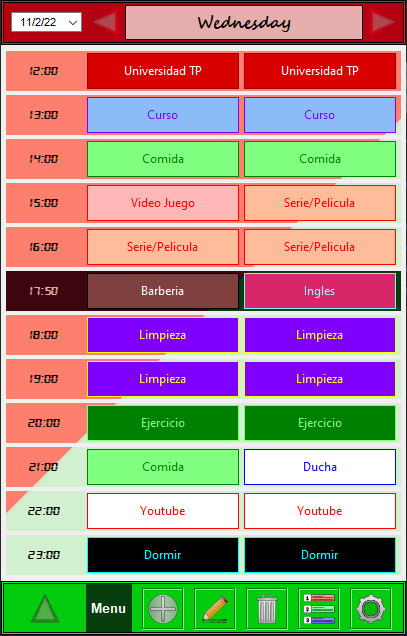 11/2/22 Wednesday
12:00 Universidad TP Universidad TP
13:00 Curso Curso
14:00 Comida Comida
15:00 Video Juego Serie/Pelicula
16:00 Serie/Pelicula Serie/Pelicula
17:50 Barberia Ingles
18:00 Limpieza Limpieza
19:00 Limpieza Limpieza
20:00 Ejercicio Ejercicio
21:00 Comida Ducha
22:00 Youtube Youtube
23:00 Dormir Dormir
Menu
1
2
3